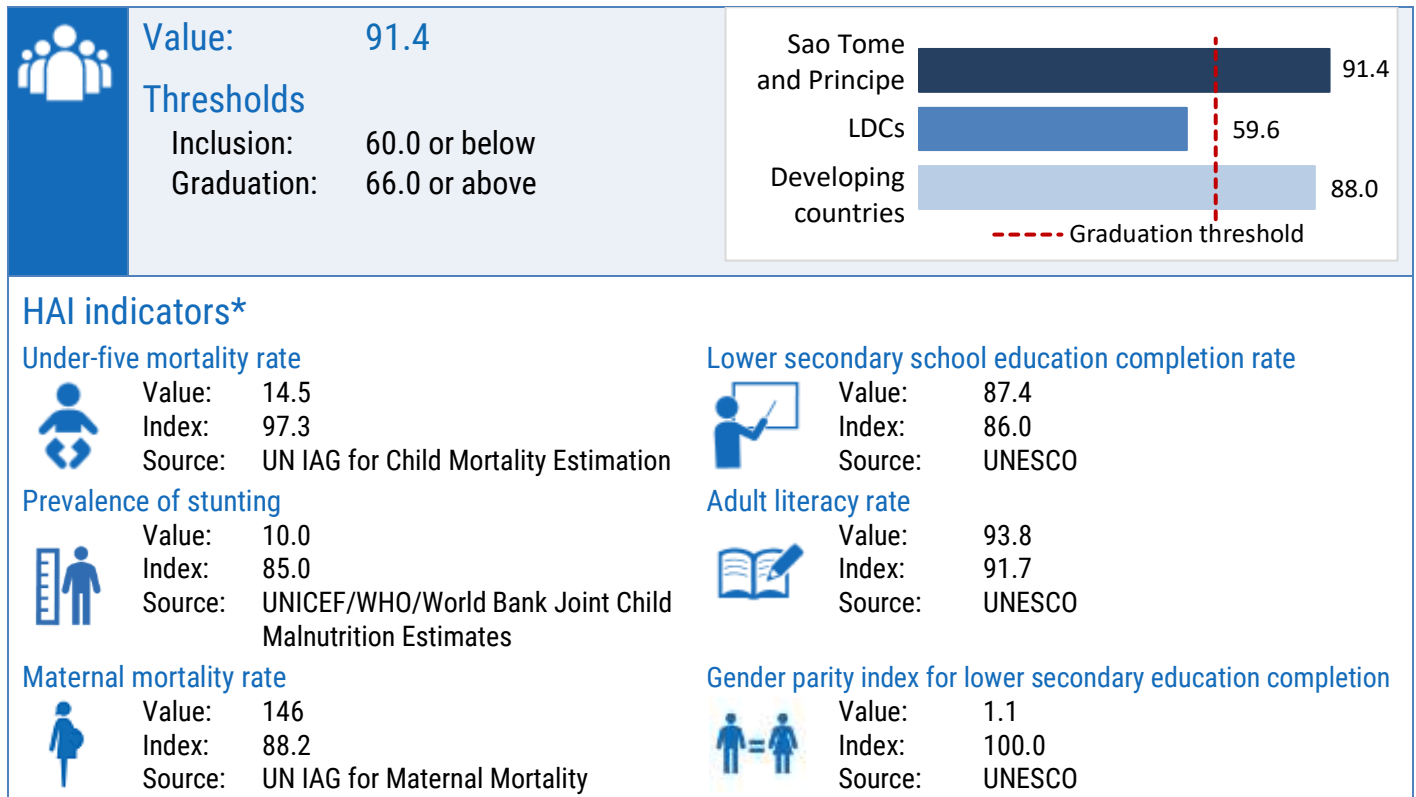 Value: 91.4
Thresholds
Inclusion: 60.0 or below
Graduation: 66.0 or above
Sao Tome
and Principe
91.4
LDCs
59.6
Developing
countries
88.0
Graduation threshold
HAI indicators*
Under-five mortality rate
Value: 14.5
Index: 97.3
Source: UN IAG for Child Mortality Estimation
Prevalence of stunting
Value: 10.0
Index: 85.0
Source: UNICEF/WHO/World Bank Joint Child
Malnutrition Estimates
Maternal mortality rate
Value: 146
Index: 88.2
Source: UN IAG for Maternal Mortality
Lower secondary school education completion rate
Value: 87.4
Index: 86.0
Source: UNESCO
Adult literacy rate
Value: 93.8
Index: 91.7
Source: UNESCO
Gender parity index for lower secondary education completion
Value: 1.1
Index: 100.0
Source: UNESCO